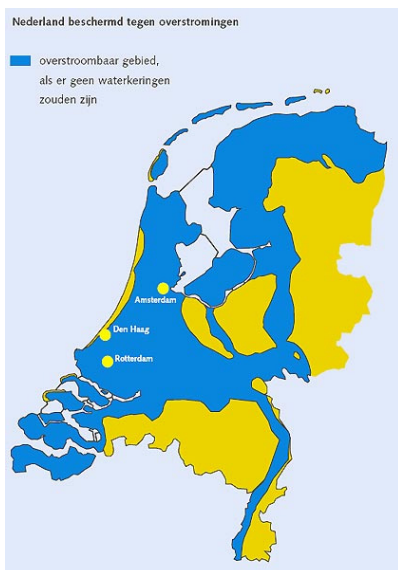 Nederland beschermd tegen overstromingen
overstroombaar gebied,
als er geen waterkeringen
zouden zijn
Amsterdam
Den Haag
Rotterdam